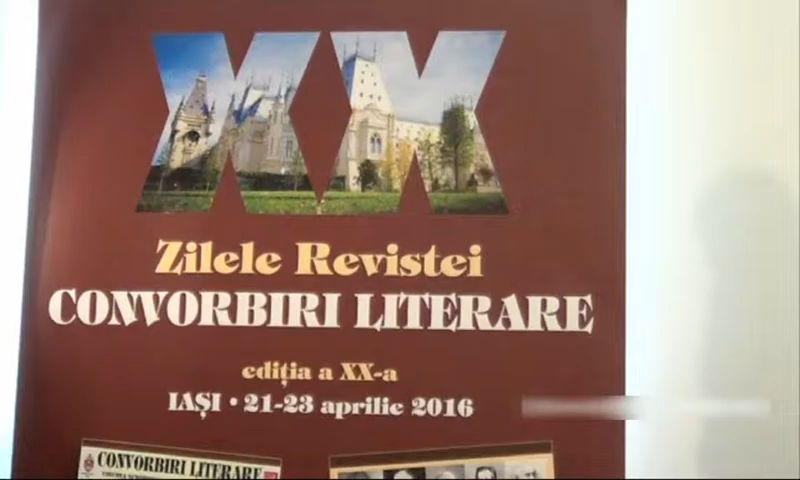 XX
Zilele Revistei
CONVORBIRI LITERARE
ediția a XX-a
IAȘI • 21-23 aprilie 2016
CONVORBIRI LITERARE